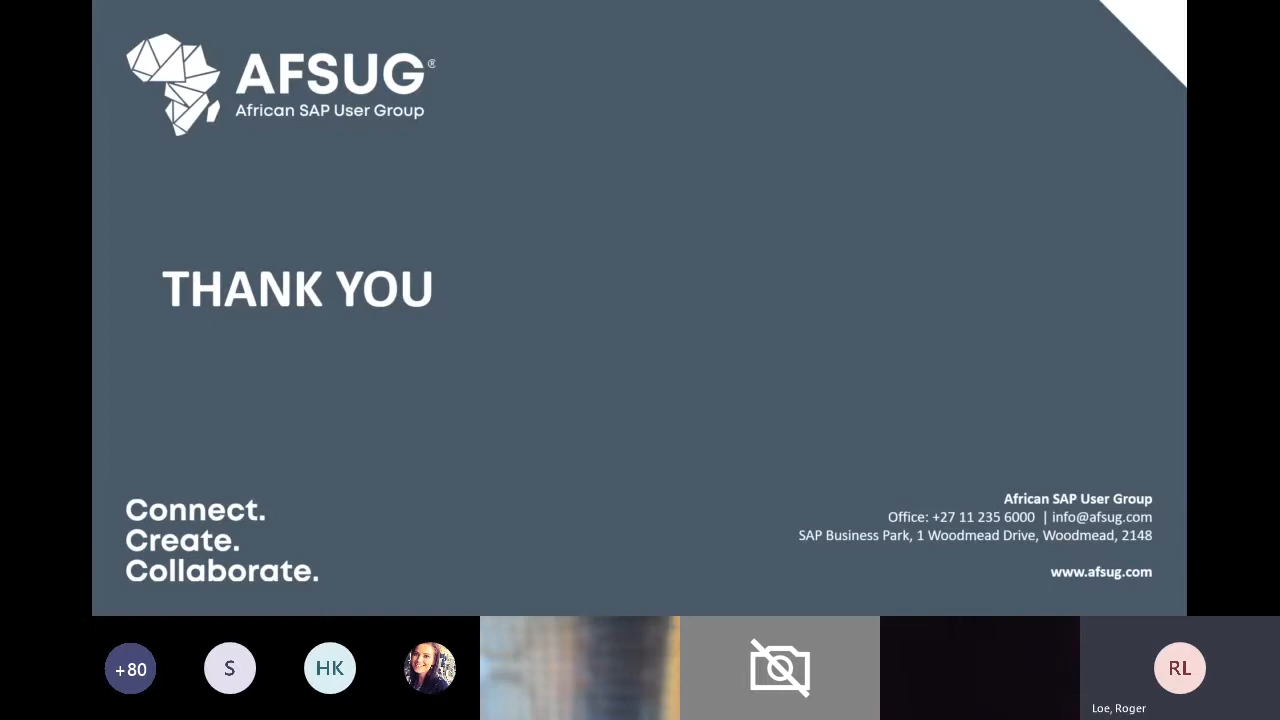 AFSUG®
African SAP User Group
THANK YOU
Connect.
Create.
Collaborate.
African SAP User Group
Office: +27 11 235 6000 | info@afsug.com
SAP Business Park, 1 Woodmead Drive, Woodmead, 2148
www.afsug.com
+80
S
HK
RL
Loe, Roger